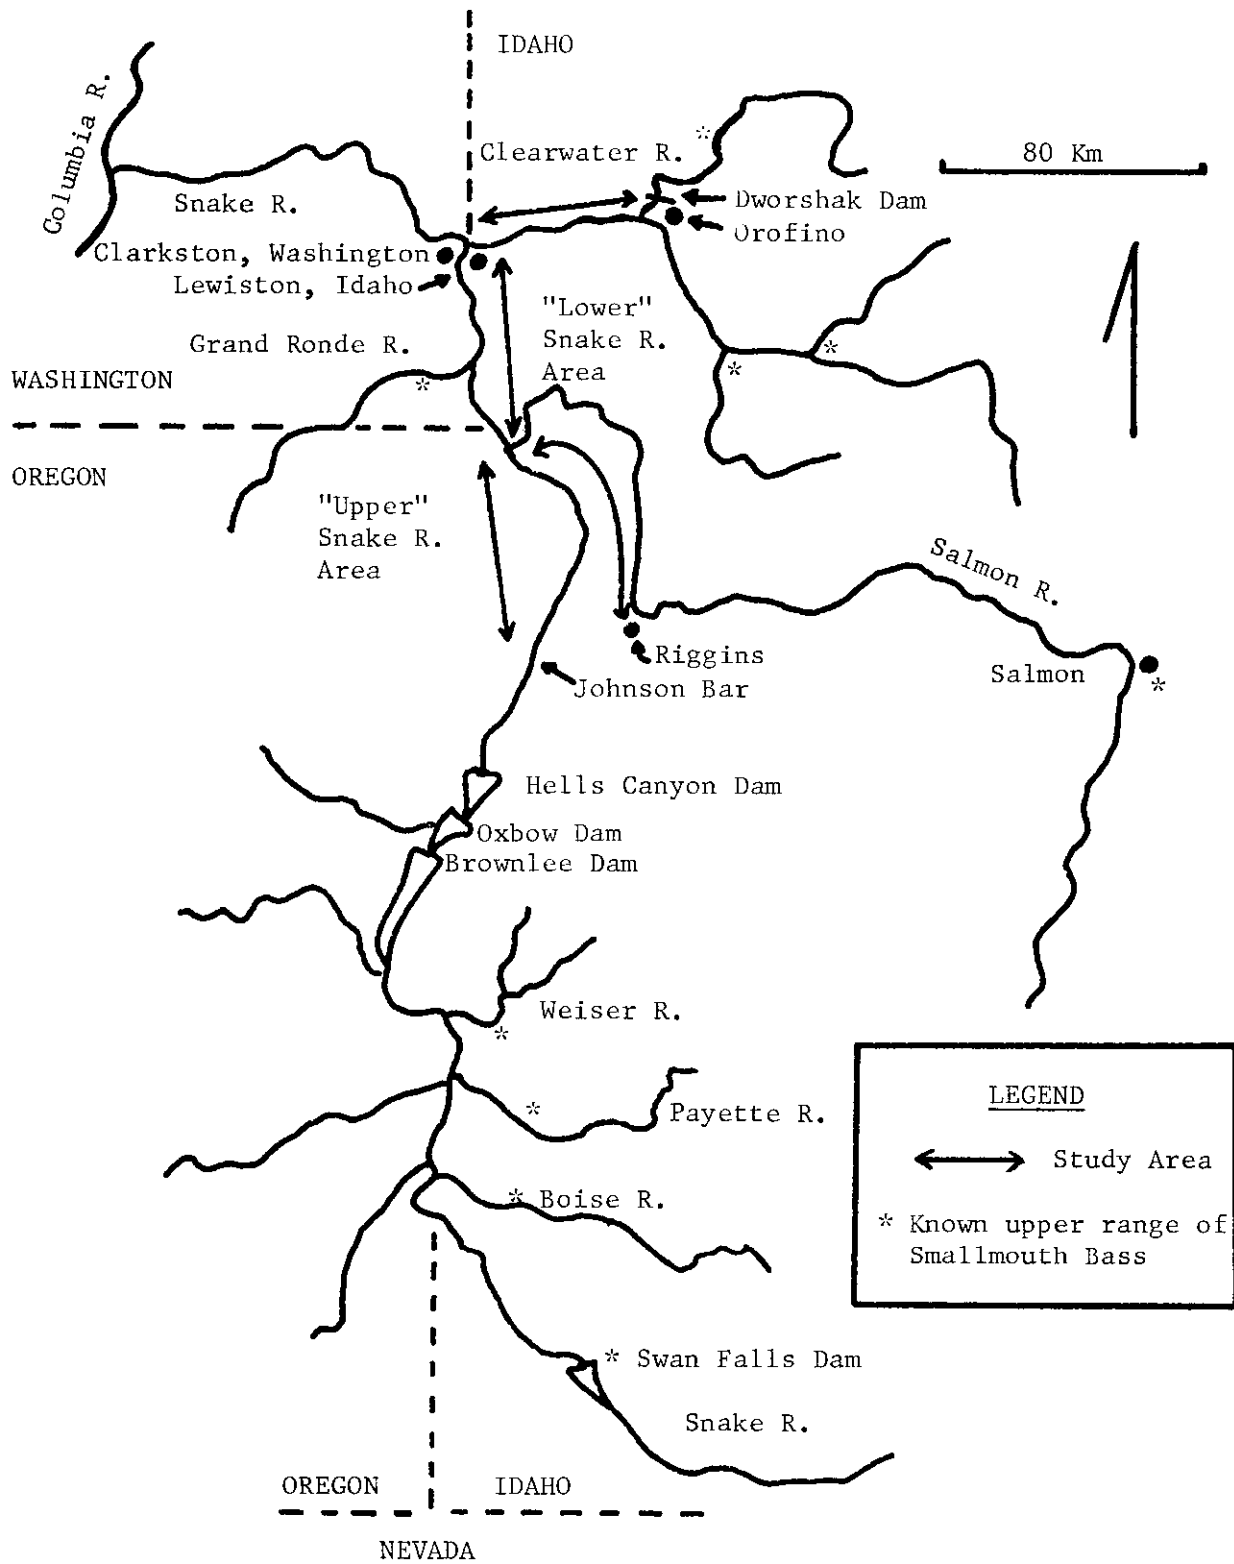 IDAHO
Columbia R.
Clearwater R.
*
80 Km
Snake R.
Dworshak Dam
Orofino
Clarkston, Washington
Lewiston, Idaho
"Lower"
Snake R.
Area
Grand Ronde R.
*
*
*
WASHINGTON
OREGON
"Upper"
Snake R.
Area
Salmon R.
Riggins
Salmon
*
Johnson Bar
Hells Canyon Dam
Oxbow Dam
Brownlee Dam
Weiser R.
*
LEGEND
Study Area
* Known upper range of
Smallmouth Bass
*
Payette R.
* Boise R.
* Swan Falls Dam
Snake R.
OREGON
IDAHO
NEVADA